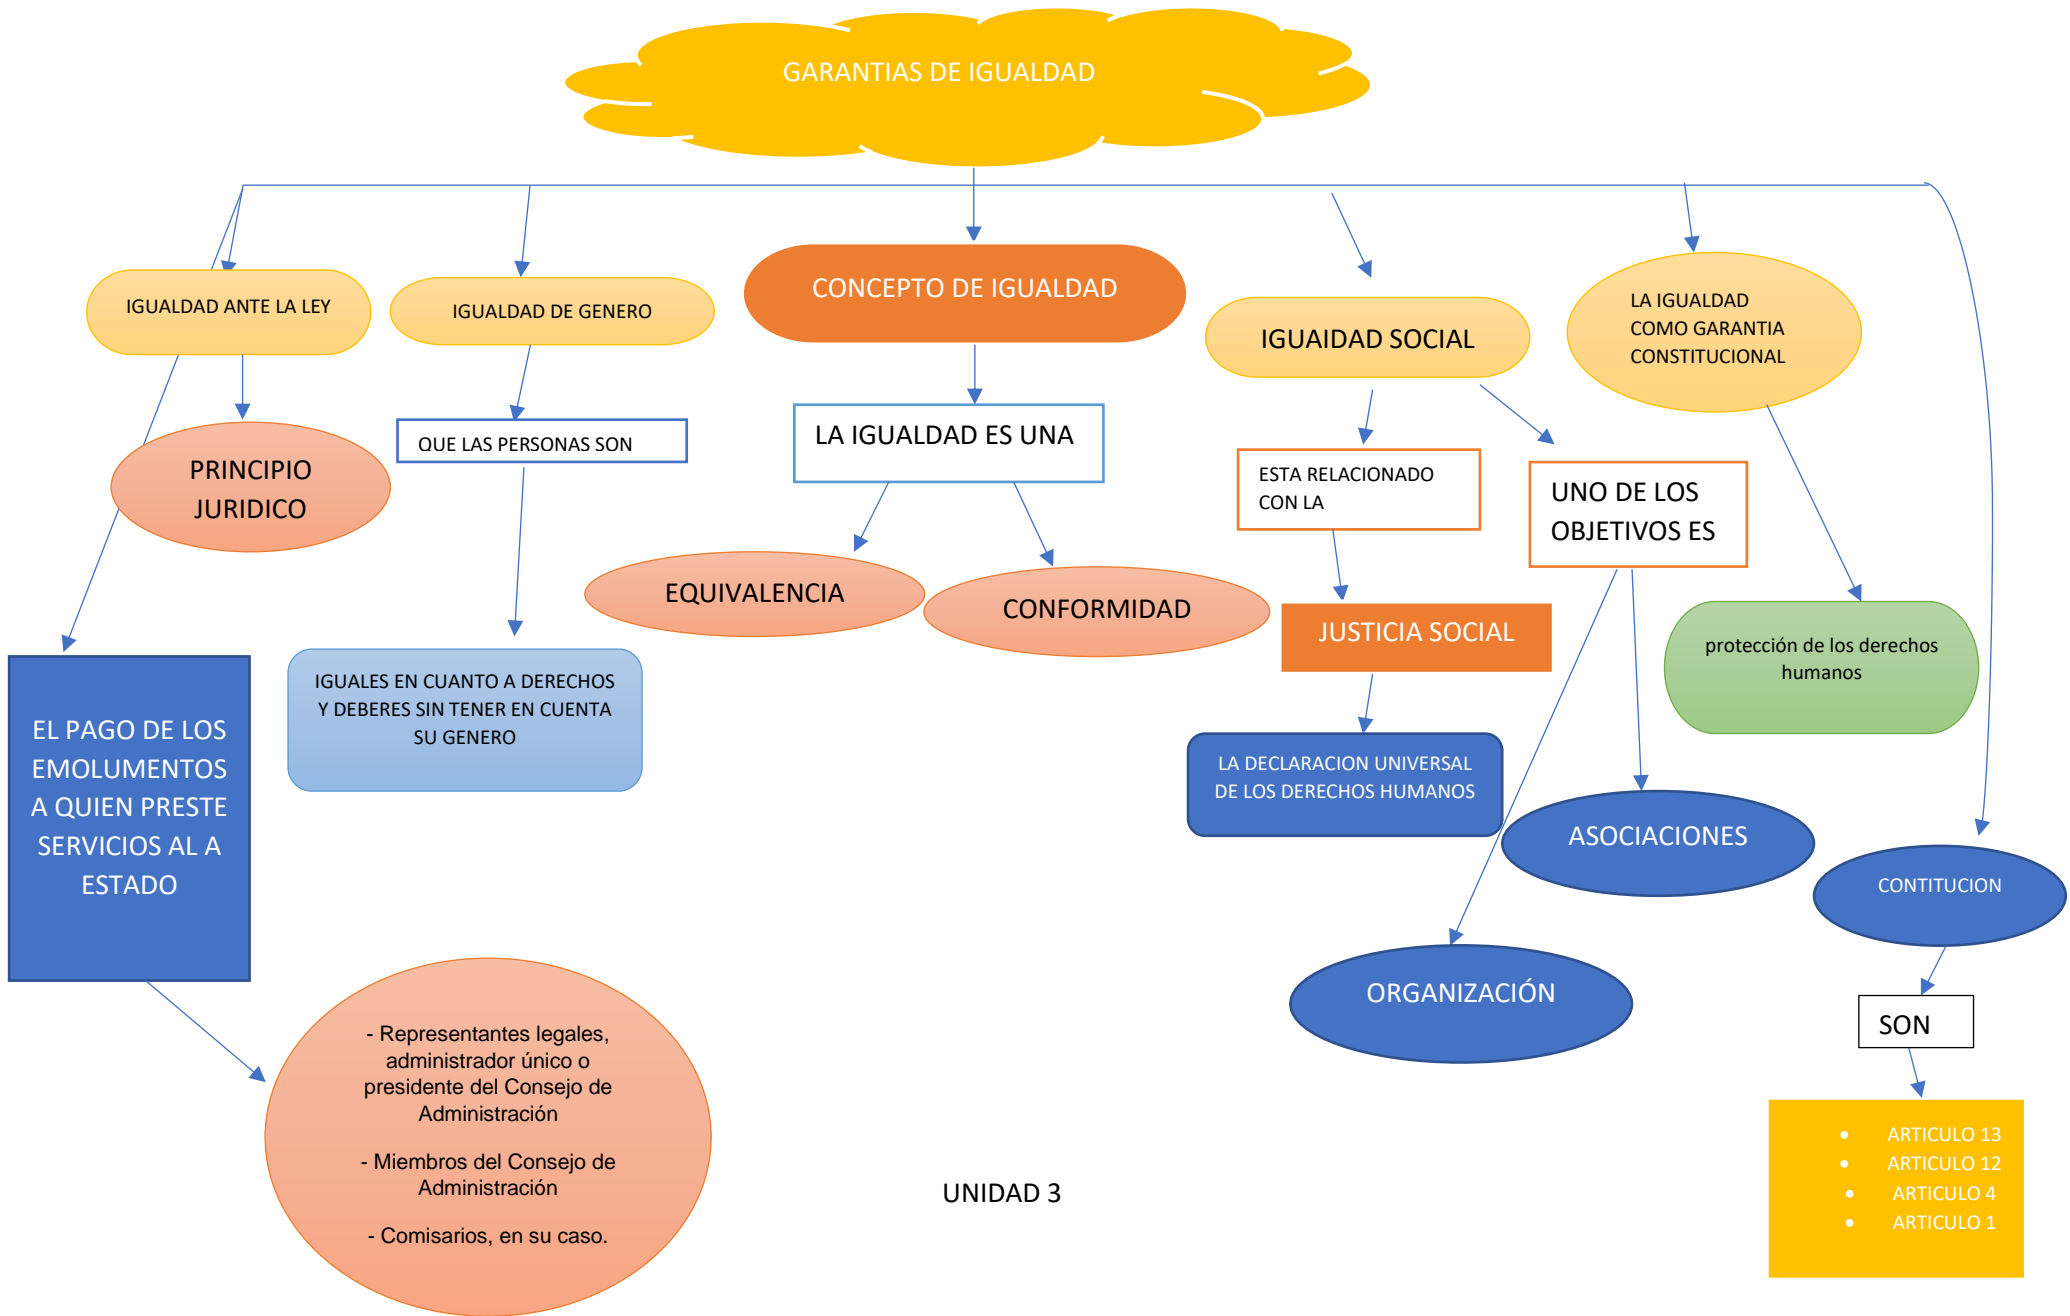 GARANTIAS DE IGUALDAD
IGUALDAD ANTE LA LEY
IGUALDAD DE GENERO
CONCEPTO DE IGUALDAD
IGUAIDAD SOCIAL
LA IGUALDAD
COMO GARANTIA
CONSTITUCIONAL
PRINCIPIO
JURIDICO
QUE LAS PERSONAS SON
LA IGUALDAD ES UNA
ESTA RELACIONADO
CON LA
UNO DE LOS
OBJETIVOS ES
EQUIVALENCIA
CONFORMIDAD
JUSTICIA SOCIAL
protección de los derechos
humanos
EL PAGO DE LOS
EMOLUMENTOS
A QUIEN PRESTE
SERVICIOS AL A
ESTADO
IGUALES EN CUANTO A DERECHOS
Y DEBERES SIN TENER EN CUENTA
SU GENERO
LA DECLARACION UNIVERSAL
DE LOS DERECHOS HUMANOS
ASOCIACIONES
CONTITUCION
ORGANIZACIÓN
SON
- Representantes legales,
administrador único o
presidente del Consejo de
Administración
- Miembros del Consejo de
Administración
- Comisarios, en su caso.
UNIDAD 3
• ARTICULO 13
• ARTICULO 12
• ARTICULO 4
• ARTICULO 1